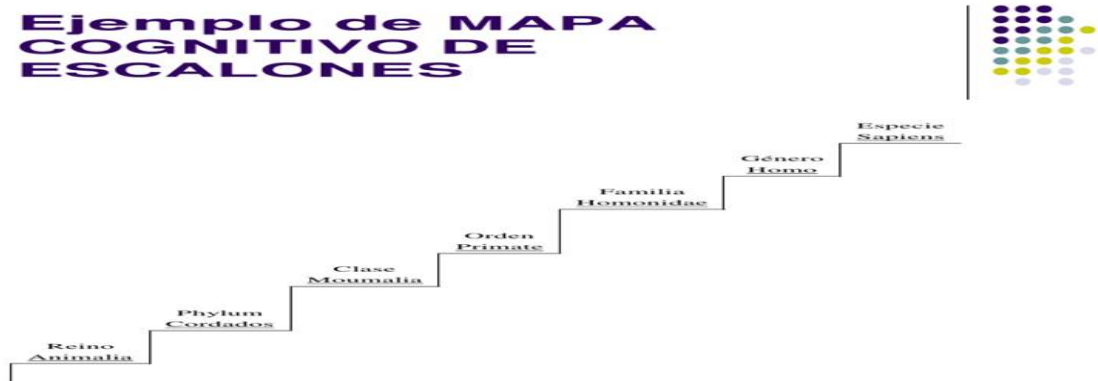 Ejemplo de MAPA
COGNITIVO DE
ESCALONES
Especie
Sapiens
Género
Homo
Familia
Homonidae
Orden
Primate
Clase
Moumalia
Phylum
Cordados
Reino
Animalia